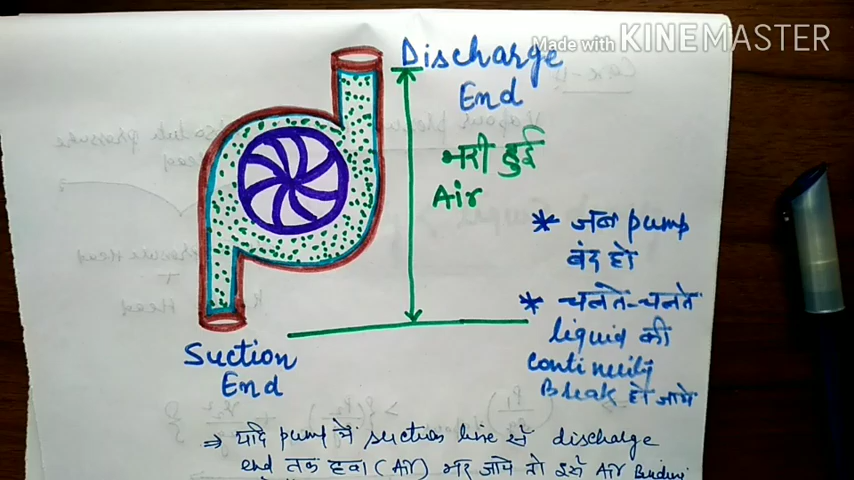 Made with KINEMASTER
Discharge
End
भरी हुई
Air
* जब pump
बंद हो
* चलते-चलते
liquid की
continuity
Break हो जाये
Suction
End
⇒ यदि pump में suction line से discharge
end तक हवा (Air) भर जाये तो इसे Air Binding